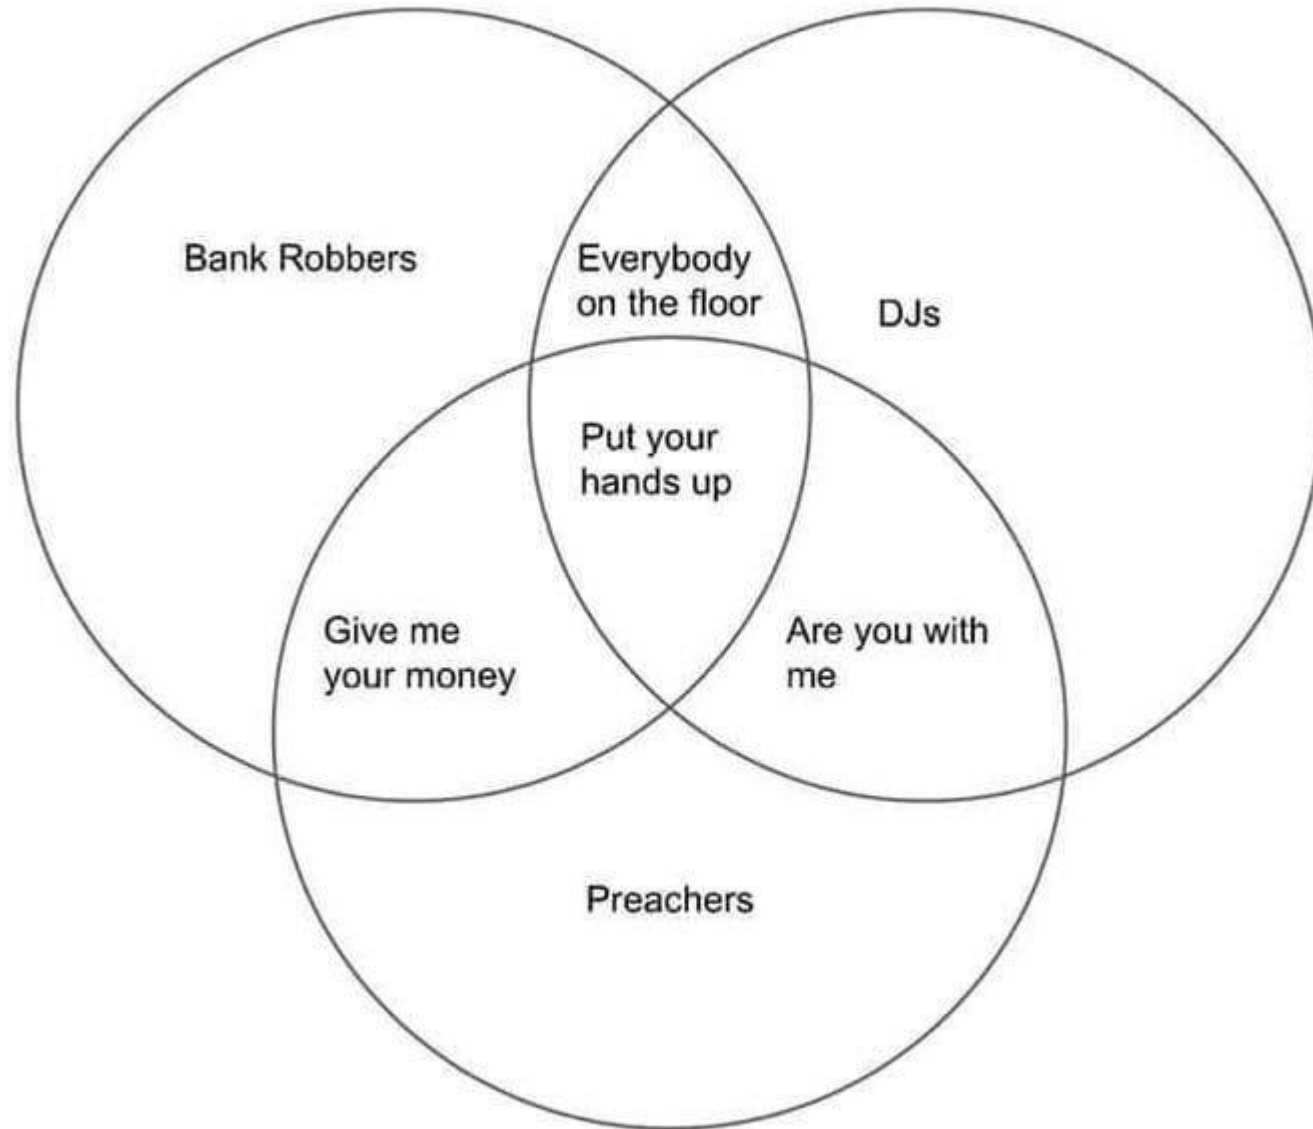 Bank Robbers
Everybody
on the floor
DJs
Put your
hands up
Give me
your money
Are you with
me
Preachers